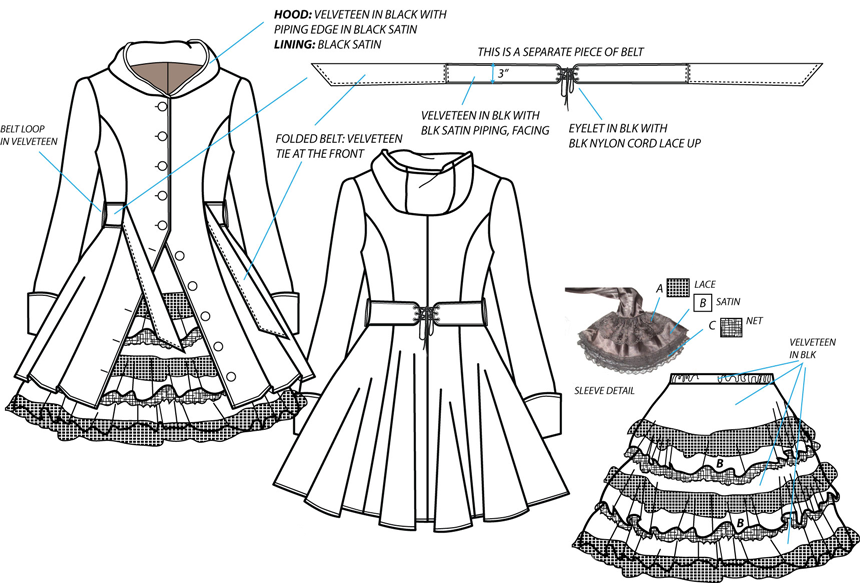 HOOD: VELVETEEN IN BLACK WITH
PIPING EDGE IN BLACK SATIN
LINING: BLACK SATIN
THIS IS A SEPARATE PIECE OF BELT
3"
BELT LOOP
IN VELVETEEN
FOLDED BELT: VELVETEEN
TIE AT THE FRONT
VELVETEEN IN BLK WITH
BLK SATIN PIPING, FACING
EYELET IN BLK WITH
BLK NYLON CORD LACE UP
A LACE
B SATIN
C NET
SLEEVE DETAIL
VELVETEEN
IN BLK
B
B